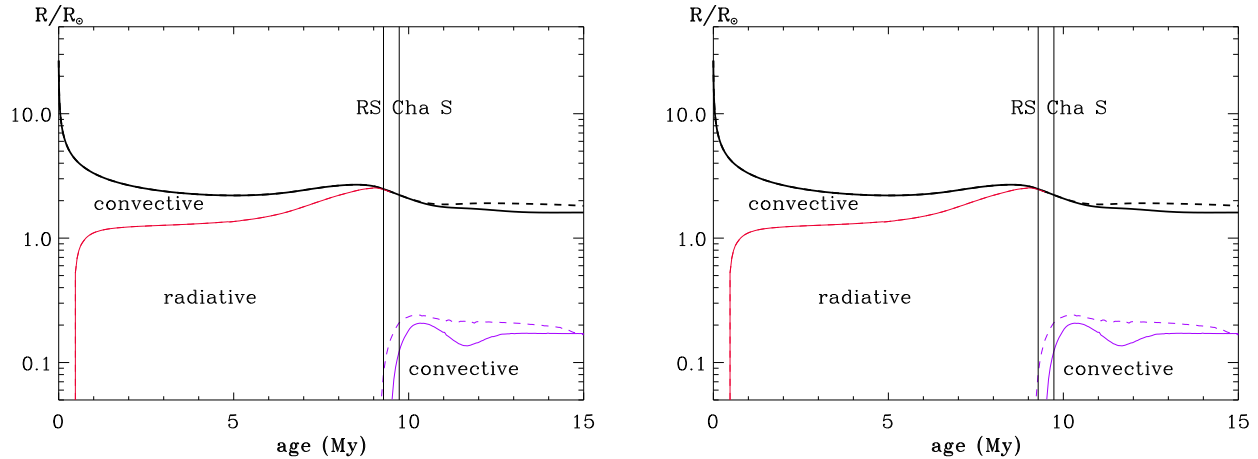 R/R☉
10.0
1.0
0.1
RS Cha S
convective
radiative
convective
0
5
10
15
age (My)
R/R☉
10.0
1.0
0.1
RS Cha S
convective
radiative
convective
0
5
10
15
age (My)